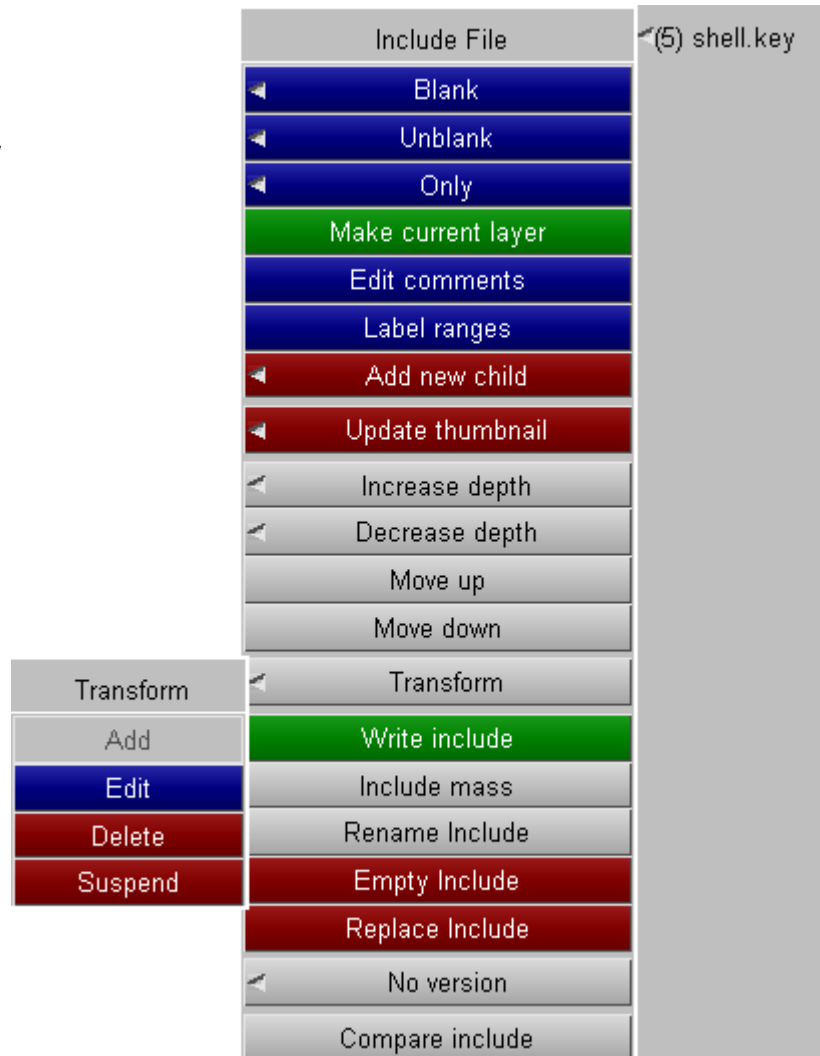 Include File
(5) shell.key
Blank
Unblank
Only
Make current layer
Edit comments
Label ranges
Add new child
Update thumbnail
Increase depth
Decrease depth
Move up
Move down
Transform
Write include
Include mass
Rename Include
Empty Include
Replace Include
No version
Compare include
Transform
Add
Edit
Delete
Suspend